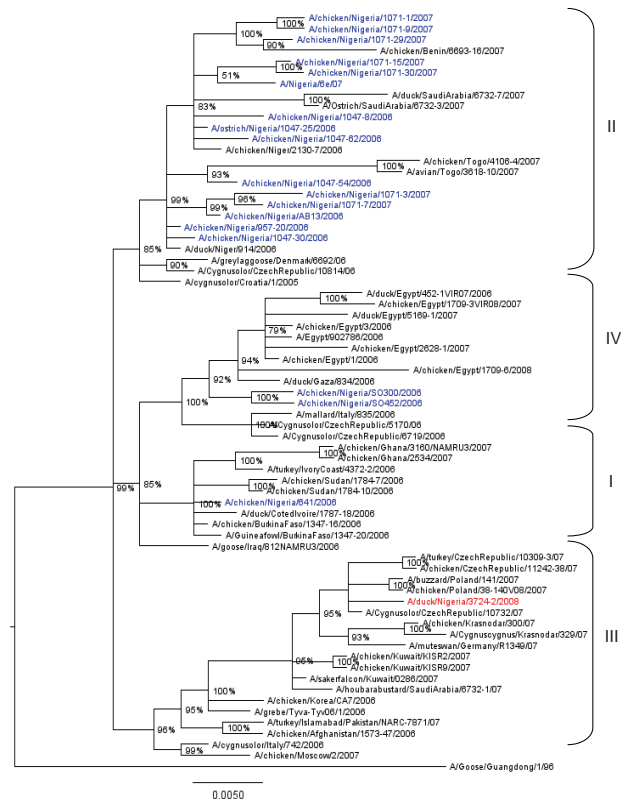 A/chicken/Nigeria/1071-1/2007
100%
A/chicken/Nigeria/1071-9/2007
100%
A/chicken/Nigeria/1071-29/2007
90%
A/chicken/Benin/6693-16/2007
A/chicken/Nigeria/1071-15/2007
100%
A/chicken/Nigeria/1071-30/2007
51%
A/Nigeria/6e/07
A/duck/SaudiArabia/6732-7/2007
100%
83%
A/Ostrich/SaudiArabia/6732-3/2007
A/chicken/Nigeria/1047-8/2006
A/ostrich/Nigeria/1047-25/2006
II
A/chicken/Nigeria/1047-62/2006
A/chicken/Niger/2130-7/2006
A/chicken/Togo/4106-4/2007
100%
A/avian/Togo/3618-10/2007
93%
A/chicken/Nigeria/1047-54/2006
A/chicken/Nigeria/1071-3/2007
96%
99%
A/chicken/Nigeria/1071-7/2007
99%
A/chicken/Nigeria/AB13/2006
A/chicken/Nigeria/957-20/2006
A/chicken/Nigeria/1047-30/2006
85%
A/duck/Niger/914/2006
A/greylaggoose/Denmark/6692/06
90%
A/Cygnusolor/CzechRepublic/10814/06
A/cygnusolor/Croatia/1/2005
A/duck/Egypt/452-1VIR07/2006
100%
A/chicken/Egypt/1709-3VIR08/2007
A/duck/Egypt/5169-1/2007
A/chicken/Egypt/3/2006
79%
A/Egypt/902786/2006
IV
A/chicken/Egypt/2628-1/2007
94%
A/chicken/Egypt/1/2006
A/chicken/Egypt/1709-6/2008
92%
A/duck/Gaza/834/2006
A/chicken/Nigeria/SO300/2006
100%
100%
A/chicken/Nigeria/SO452/2006
A/mallard/Italy/835/2006
100%
A/Cygnusolor/CzechRepublic/5170/06
A/Cygnusolor/CzechRepublic/6719/2006
A/chicken/Ghana/3160/NAMRU3/2007
100%
A/chicken/Ghana/2534/2007
100%
A/turkey/IvoryCoast/4372-2/2006
A/chicken/Sudan/1784-7/2006
I
85%
99%
100%
A/chicken/Sudan/1784-10/2006
A/chicken/Nigeria/641/2006
100%
A/duck/CotedIvoire/1787-18/2006
A/chicken/BurkinaFaso/1347-16/2006
A/Guineafowl/BurkinaFaso/1347-20/2006
A/goose/Iraq/812NAMRU3/2006
A/turkey/CzechRepublic/10309-3/07
100%
A/chicken/CzechRepublic/11242-38/07
A/buzzard/Poland/141/2007
100%
A/chicken/Poland/38-140V08/2007
A/duck/Nigeria/3724-2/2008
95%
A/Cygnusolor/CzechRepublic/10732/07
A/chicken/Krasnodar/300/07
100%
A/Cygnuscygnus/Krasnodar/329/07
93%
III
A/muteswan/Germany/R1349/07
A/chicken/Kuwait/KISR2/2007
95%
100%
A/chicken/Kuwait/KISR9/2007
A/sakerfalcon/Kuwait/0286/2007
A/houbarabustard/SaudiArabia/6732-1/07
100%
A/chicken/Korea/CA7/2006
95%
A/grebe/Tyva-Tyv06/1/2006
A/turkey/Islamabad/Pakistan/NARC-7871/07
100%
96%
A/chicken/Afghanistan/1573-47/2006
A/cygnusolor/Italy/742/2006
99%
A/chicken/Moscow/2/2007
A/Goose/Guangdong/1/96
0.0050